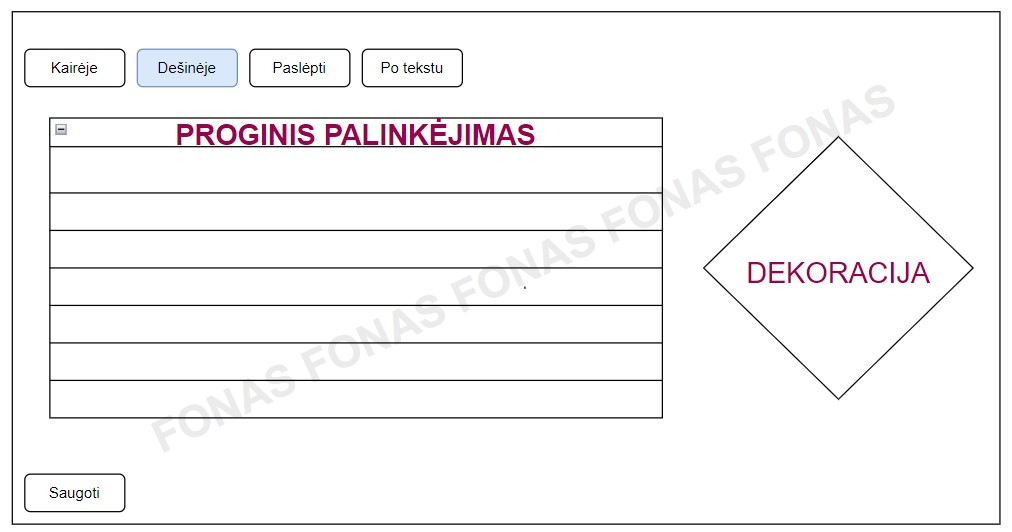 Kairėje Dešinėje Paslėpti Po tekstu
PROGINIS PALINKĖJIMAS
FONAS FONAS FONAS FONAS FONAS
DEKORACIJA
Saugoti